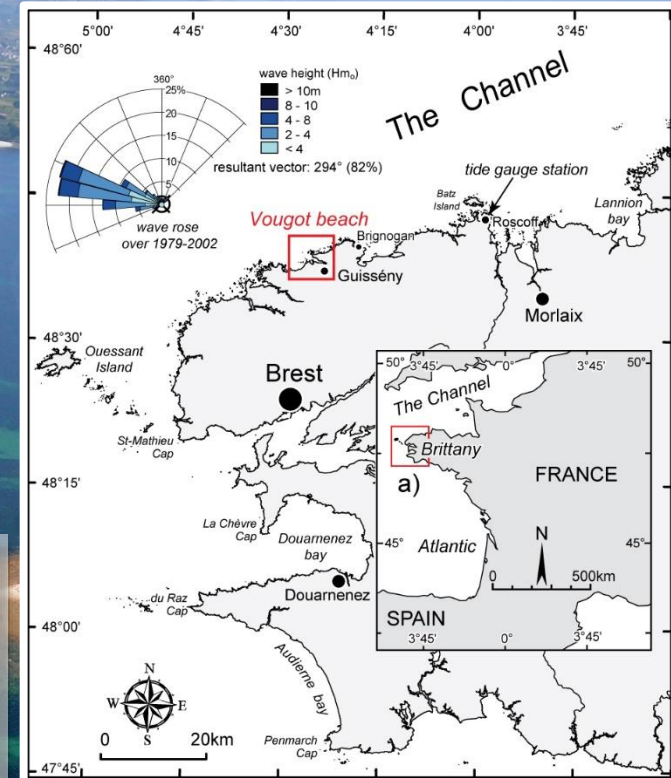 5°00' 4°45' 4°30' 4°15' 4°00' 3°45'
48°60'
360°
25%
20
15
10
5
wave height (Hm₀)
> 10m
8 - 10
4 - 8
2 - 4
< 4
resultant vector: 294° (82%)
wave rose
over 1979-2002
The Channel
tide gauge station
Batz
Island
Roscoff
Lannion
bay
Vougot beach
Brignogan
Guissény
Morlaix
48°30'
Ouessant
Island
Brest
St-Mathieu
Cap
48°15'
La Chèvre
Cap
Douarnenez
bay
du Raz
Cap
Douarnenez
48°00'
Audierne bay
Penmarch
Cap
N
W E
S
0 20km
47°45'
50° 3°45' 0° 3°45'
The Channel
Brittany
a)
FRANCE
45°
Atlantic
N
45°
0 500km
SPAIN
3°45' 0° 3°45'